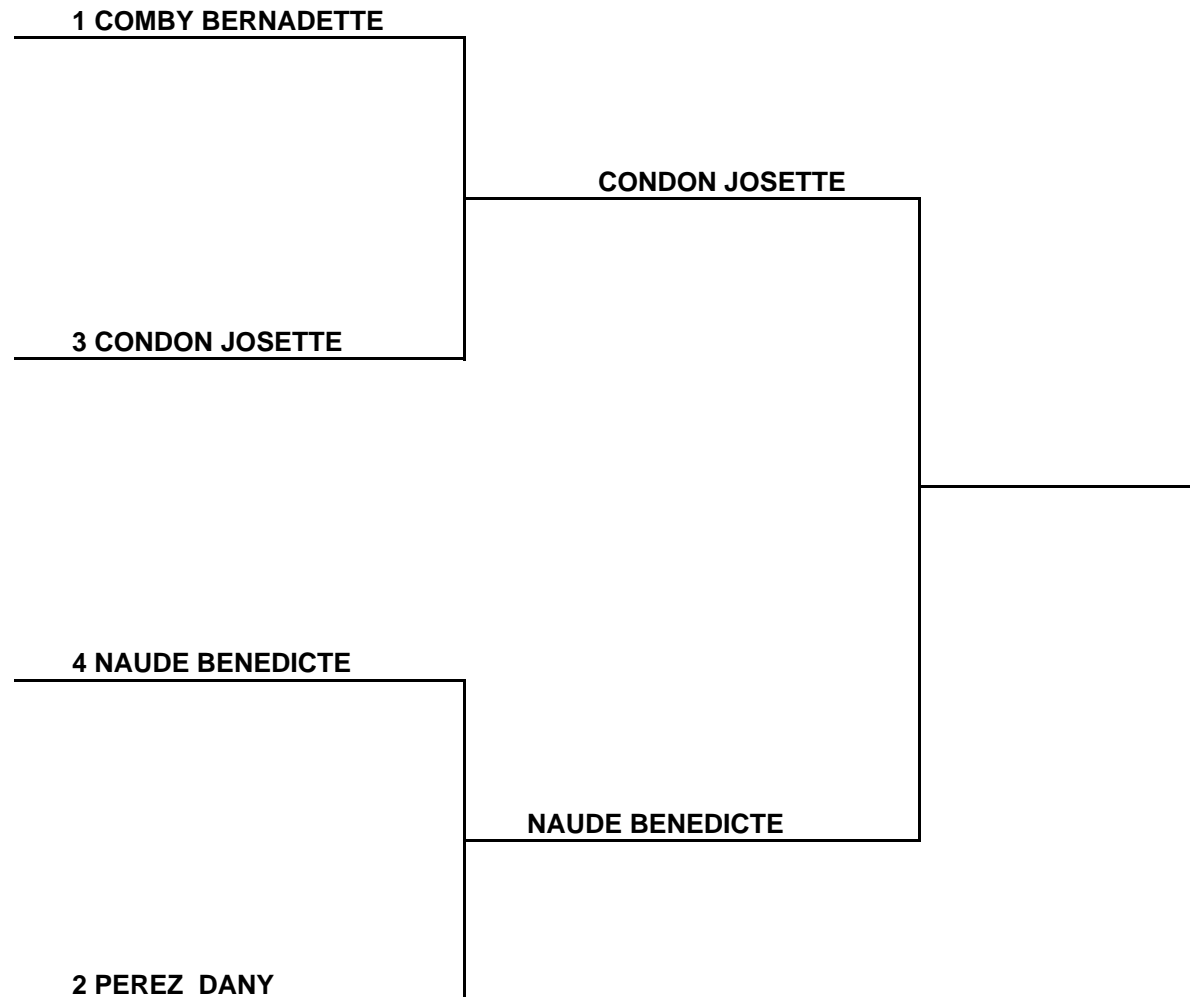 1 COMBY BERNADETTE
CONDON JOSETTE
3 CONDON JOSETTE
4 NAUDE BENEDICTE
NAUDE BENEDICTE
2 PEREZ  DANY